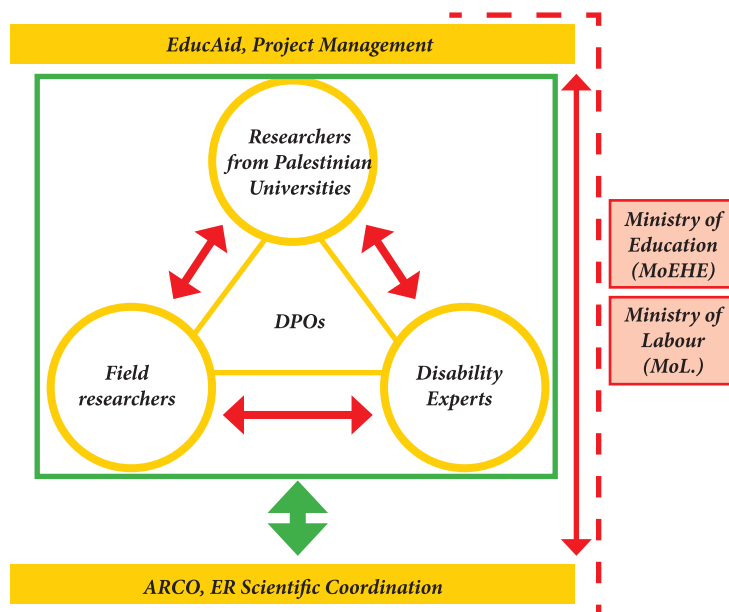 EducAid, Project Management
Researchers
from Palestinian
Universities
Ministry of
Education
(MoEHE)
Ministry of
Labour
(MoL.)
DPOs
Field
researchers
Disability
Experts
ARCO, ER Scientific Coordination